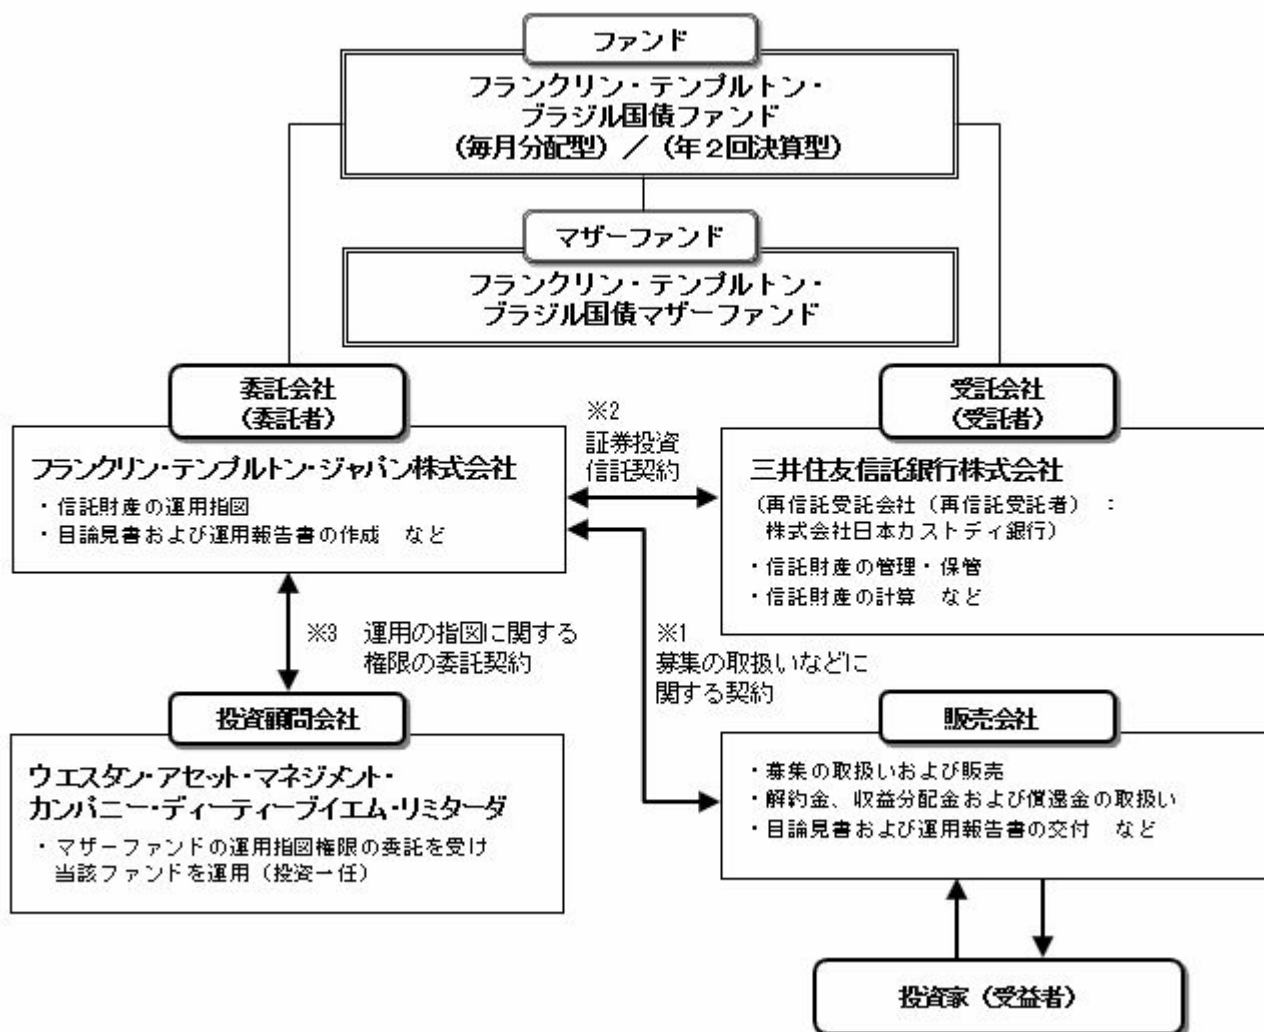 ファンド
フランクリン・テンプルトン・
ブラジル国債ファンド
（毎月分配型）／（年２回決算型）
マザーファンド
フランクリン・テンプルトン・
ブラジル国債マザーファンド
委託会社
（委託者）
フランクリン・テンプルトン・ジャパン株式会社
・信託財産の運用指図
・目論見書および運用報告書の作成　など
※2
証券投資
信託契約
受託会社
（受託者）
三井住友信託銀行株式会社
（再信託受託会社（再信託受託者）：
株式会社日本カストディ銀行）
・信託財産の管理・保管
・信託財産の計算　など
※3　運用の指図に関する
権限の委託契約
※1
募集の取扱いなどに
関する契約
投資顧問会社
ウエスタン・アセット・マネジメント・
カンパニー・ディーティーブイエム・リミターダ
・マザーファンドの運用指図権限の委託を受け
当該ファンドを運用（投資一任）
販売会社
・募集の取扱いおよび販売
・解約金、収益分配金および償還金の取扱い
・目論見書および運用報告書の交付　など
投資家（受益者）